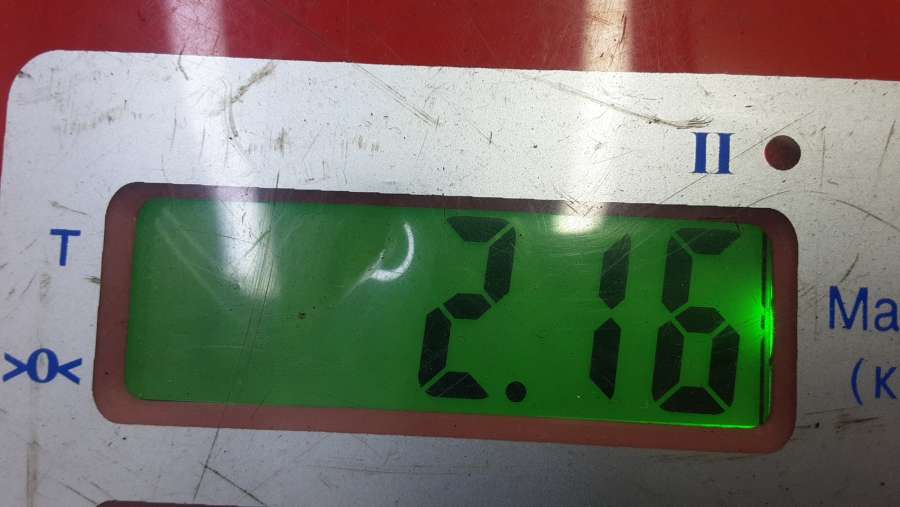 II
T
2.16
Ma
>0<
(к